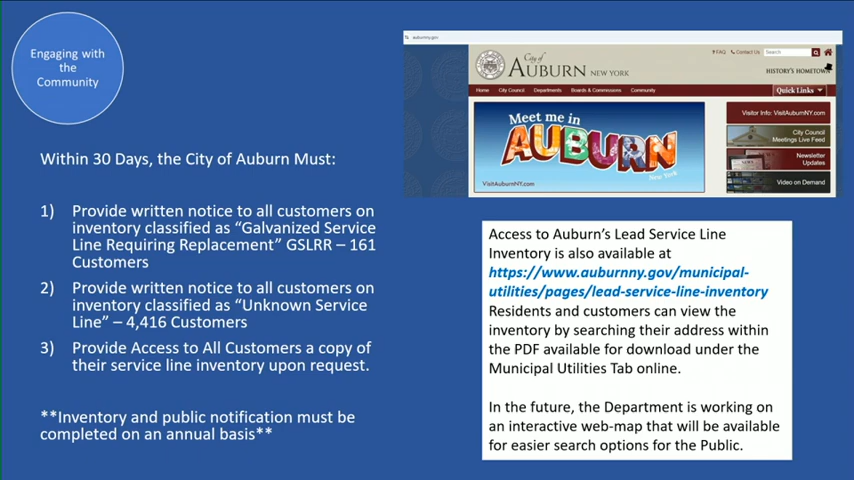 Engaging with
the
Community
Within 30 Days, the City of Auburn Must:
1) Provide written notice to all customers on
inventory classified as “Galvanized Service
Line Requiring Replacement” GSLRR – 161
Customers
2) Provide written notice to all customers on
inventory classified as “Unknown Service
Line” – 4,416 Customers
3) Provide Access to All Customers a copy of
their service line inventory upon request.
**Inventory and public notification must be
completed on an annual basis**
auburnny.gov
FAQ Contact Us Search
City of
AUBURN NEW YORK
HISTORY'S HOMETOWN
Home City Council Departments Boards & Commissions Community Quick Links
Meet me in
AUBURN
New York
VisitAuburnNY.com
Visitor Info: VisitAuburnNY.com
City Council
Meetings Live Feed
Newsletter
Updates
Video on Demand
Access to Auburn’s Lead Service Line
Inventory is also available at
https://www.auburnny.gov/municipal-
utilities/pages/lead-service-line-inventory
Residents and customers can view the
inventory by searching their address within
the PDF available for download under the
Municipal Utilities Tab online.
In the future, the Department is working on
an interactive web-map that will be available
for easier search options for the Public.